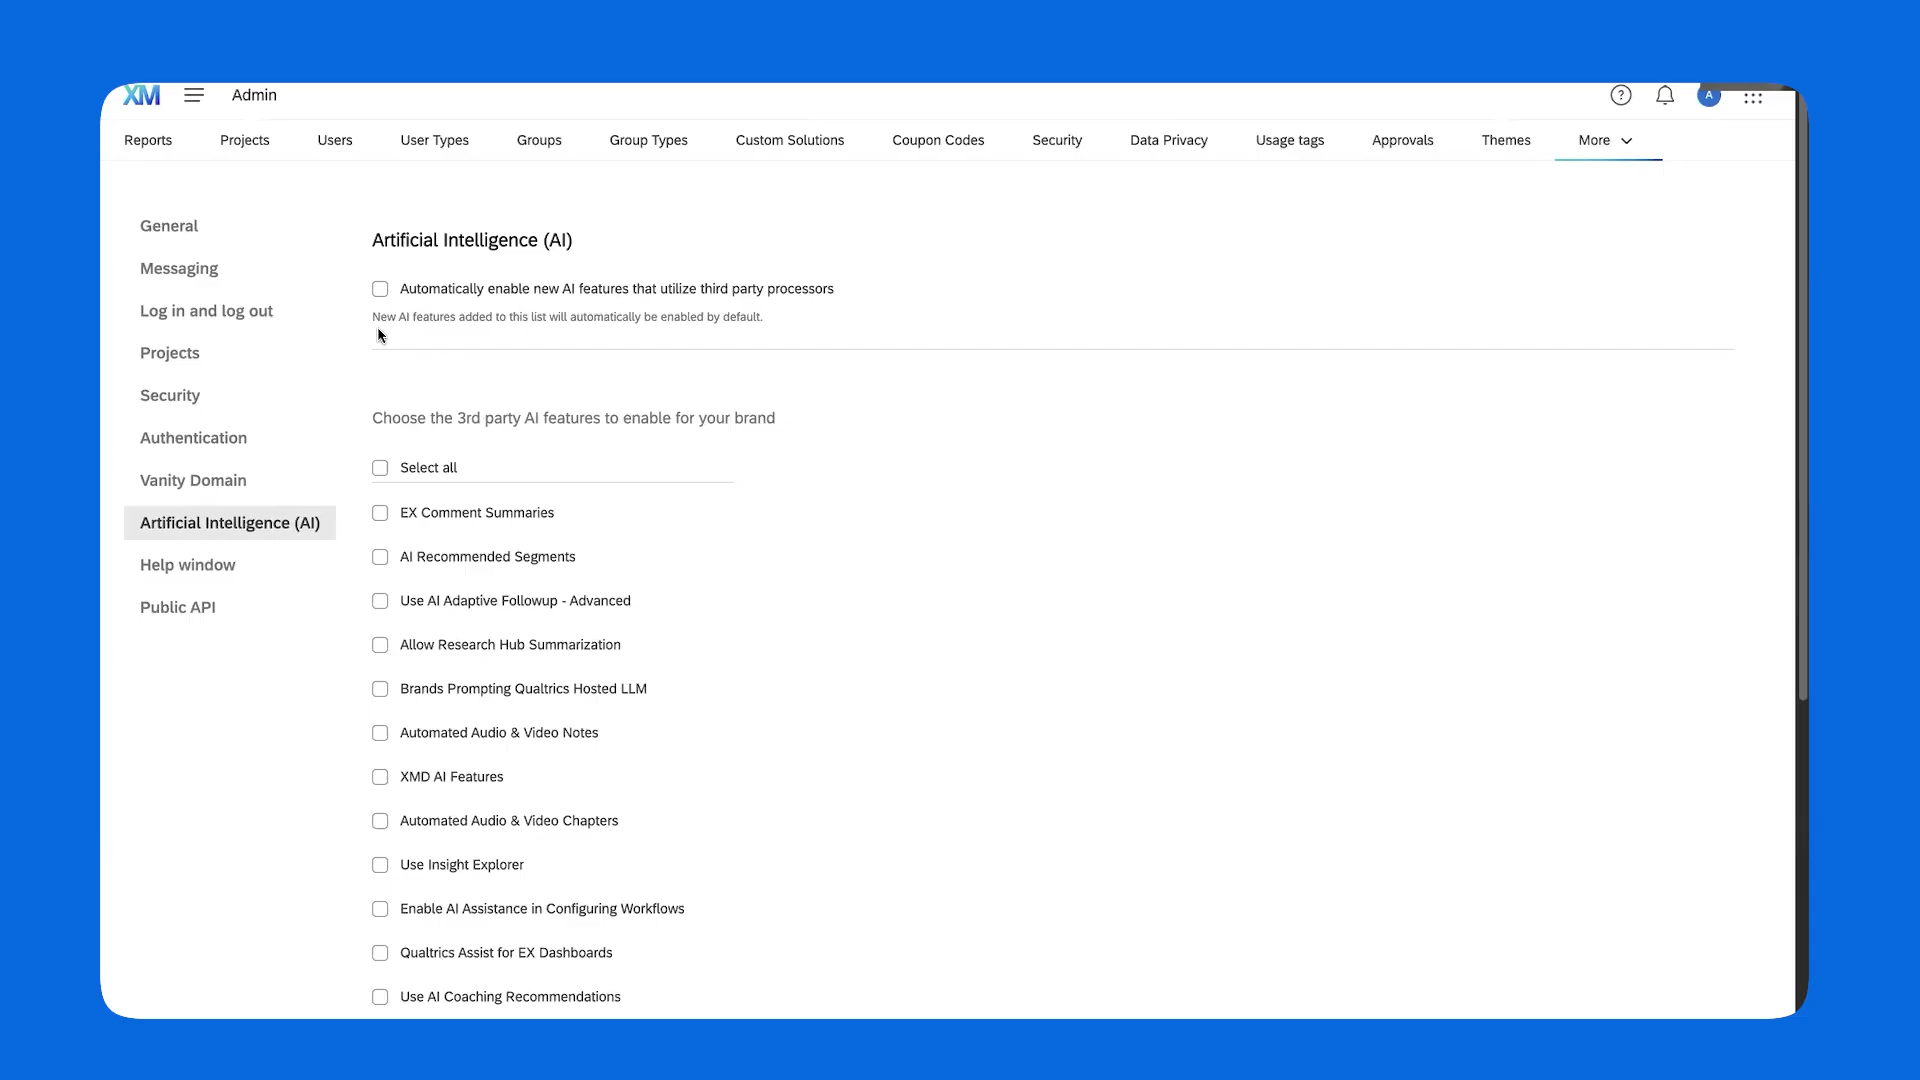 XM Admin A
Reports Projects Users User Types Groups Group Types Custom Solutions Coupon Codes Security Data Privacy Usage tags Approvals Themes More
General
Messaging
Log in and log out
Projects
Security
Authentication
Vanity Domain
Artificial Intelligence (AI)
Help window
Public API
Artificial Intelligence (AI)
Automatically enable new AI features that utilize third party processors
New AI features added to this list will automatically be enabled by default.
Choose the 3rd party AI features to enable for your brand
Select all
EX Comment Summaries
AI Recommended Segments
Use AI Adaptive Followup - Advanced
Allow Research Hub Summarization
Brands Prompting Qualtrics Hosted LLM
Automated Audio & Video Notes
XMD AI Features
Automated Audio & Video Chapters
Use Insight Explorer
Enable AI Assistance in Configuring Workflows
Qualtrics Assist for EX Dashboards
Use AI Coaching Recommendations